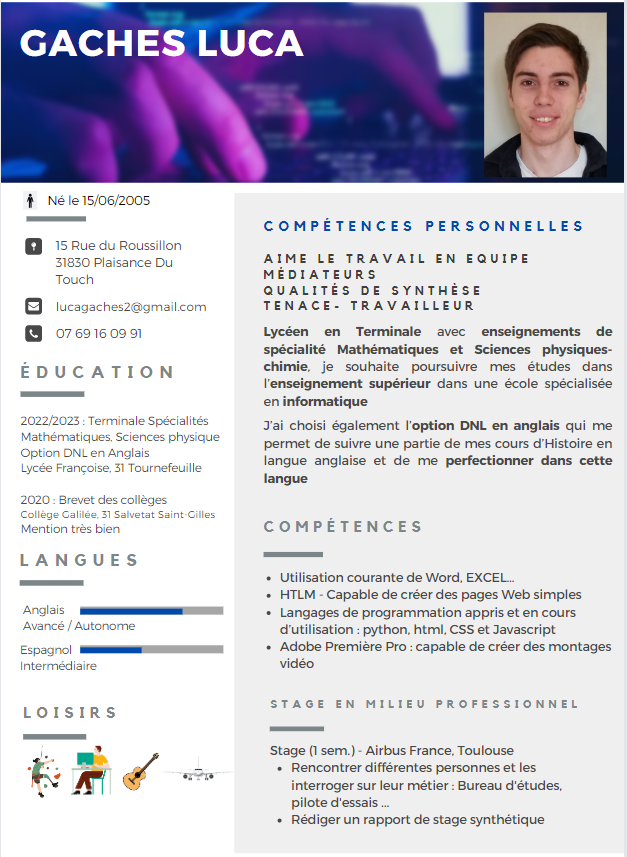 GACHES LUCA
Né le 15/06/2005
15 Rue du Roussillon
31830 Plaisance Du
Touch
lucagaches2@gmail.com
07 69 16 09 91
ÉDUCATION
2022/2023 : Terminale Spécialités
Mathématiques, Sciences physique
Option DNL en Anglais
Lycée Françoise, 31 Tournefeuille
2020 : Brevet des collèges
Collège Galilée, 31 Salvetat Saint-Gilles
Mention très bien
LANGUES
Anglais
Avancé / Autonome
Espagnol
Intermédiaire
LOISIRS
COMPÉTENCES PERSONNELLES
AIME LE TRAVAIL EN EQUIPE
MÉDIATEURS
QUALITÉS DE SYNTHÈSE
TENACE- TRAVAILLEUR
Lycéen en Terminale avec enseignements de
spécialité Mathématiques et Sciences physiques-
chimie, je souhaite poursuivre mes études dans
l'enseignement supérieur dans une école spécialisée
en informatique
J'ai choisi également l'option DNL en anglais qui me
permet de suivre une partie de mes cours d'Histoire en
langue anglaise et de me perfectionner dans cette
langue
COMPÉTENCES
Utilisation courante de Word, EXCEL...
HTLM - Capable de créer des pages Web simples
Langages de programmation appris et en cours
d'utilisation : python, html, CSS et Javascript
Adobe Première Pro : capable de créer des montages
vidéo
STAGE EN MILIEU PROFESSIONNEL
Stage (1 sem.) - Airbus France, Toulouse
Rencontrer différentes personnes et les
interroger sur leur métier : Bureau d'études,
pilote d'essais ...
Rédiger un rapport de stage synthétique